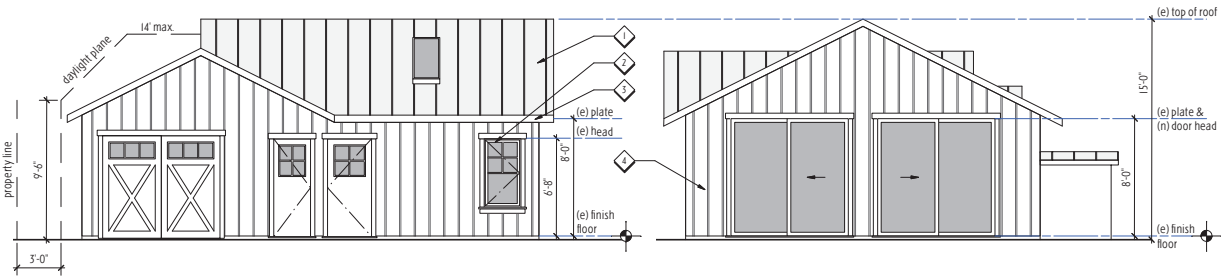 14' max.
daylight plane
property line
9'-6"
3'-0"
1
2
3
(e) plate
(e) head
8'-0"
6'-8"
(e) finish
floor
4
(e) top of roof
15'-0"
(e) plate &
(n) door head
8'-0"
(e) finish
floor